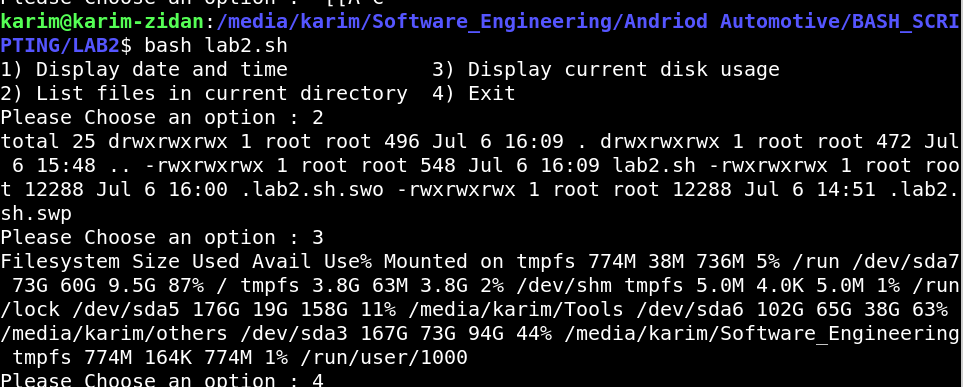 Please Choose an option : ^[[A^C
karim@karim-zidan:/media/karim/Software_Engineering/Andriod Automotive/BASH_SCRI
PTING/LAB2$ bash lab2.sh
1) Display date and time            3) Display current disk usage
2) List files in current directory  4) Exit
Please Choose an option : 2
total 25 drwxrwxrwx 1 root root 496 Jul 6 16:09 . drwxrwxrwx 1 root root 472 Jul
 6 15:48 .. -rwxrwxrwx 1 root root 548 Jul 6 16:09 lab2.sh -rwxrwxrwx 1 root roo
t 12288 Jul 6 16:00 .lab2.sh.swo -rwxrwxrwx 1 root root 12288 Jul 6 14:51 .lab2.
sh.swp
Please Choose an option : 3
Filesystem Size Used Avail Use% Mounted on tmpfs 774M 38M 736M 5% /run /dev/sda7
 73G 60G 9.5G 87% / tmpfs 3.8G 63M 3.8G 2% /dev/shm tmpfs 5.0M 4.0K 5.0M 1% /run
/lock /dev/sda5 176G 19G 158G 11% /media/karim/Tools /dev/sda6 102G 65G 38G 63%
/media/karim/others /dev/sda3 167G 73G 94G 44% /media/karim/Software_Engineering
 tmpfs 774M 164K 774M 1% /run/user/1000
Please Choose an option : 4